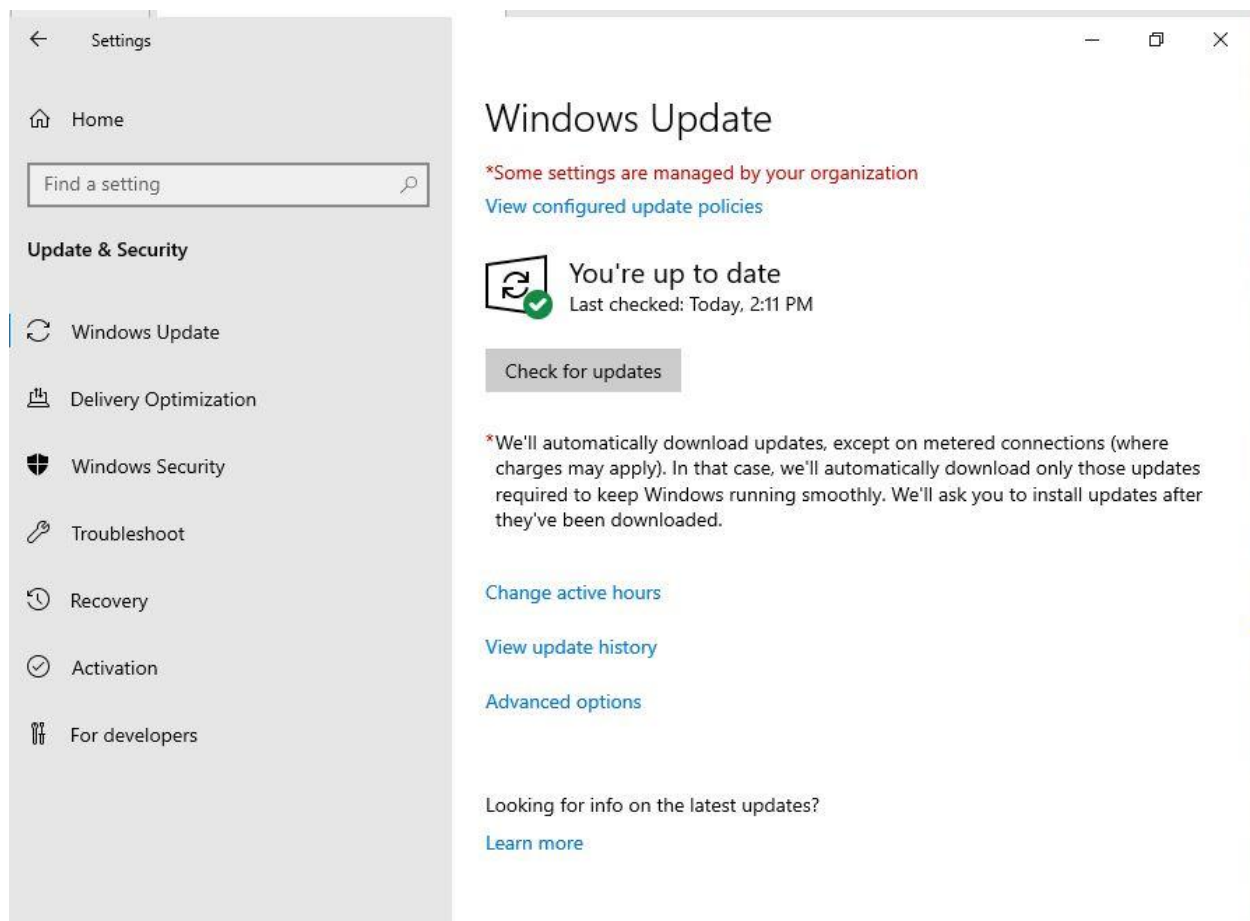 Settings
Home
Find a setting
Update & Security
Windows Update
Delivery Optimization
Windows Security
Troubleshoot
Recovery
Activation
For developers
Windows Update
*Some settings are managed by your organization
View configured update policies
You're up to date
Last checked: Today, 2:11 PM
Check for updates
*We'll automatically download updates, except on metered connections (where
charges may apply). In that case, we'll automatically download only those updates
required to keep Windows running smoothly. We'll ask you to install updates after
they've been downloaded.
Change active hours
View update history
Advanced options
Looking for info on the latest updates?
Learn more